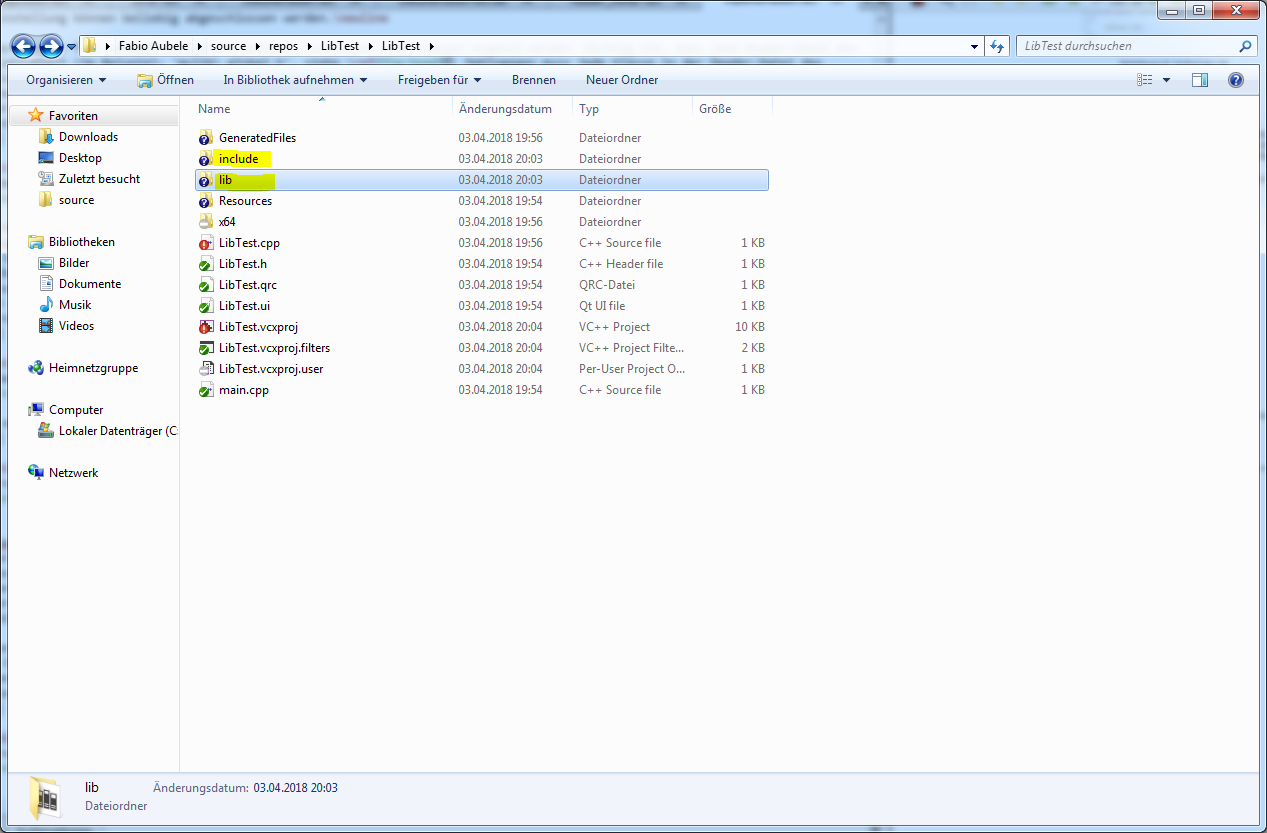 nstellung können beliebig abgeschlossen werden.\newline
Fabio Aubele source repos LibTest LibTest
LibTest durchsuchen
Organisieren Öffnen In Bibliothek aufnehmen Freigeben für Brennen Neuer Ordner
Favoriten
Downloads
Desktop
Zuletzt besucht
source
Bibliotheken
Bilder
Dokumente
Musik
Videos
Heimnetzgruppe
Computer
Lokaler Datenträger (C:
Netzwerk
Name Änderungsdatum Typ Größe
GeneratedFiles 03.04.2018 19:56 Dateiordner
include 03.04.2018 20:03 Dateiordner
lib 03.04.2018 20:03 Dateiordner
Resources 03.04.2018 19:54 Dateiordner
x64 03.04.2018 19:56 Dateiordner
LibTest.cpp 03.04.2018 19:56 C++ Source file 1 KB
LibTest.h 03.04.2018 19:54 C++ Header file 1 KB
LibTest.qrc 03.04.2018 19:54 QRC-Datei 1 KB
LibTest.ui 03.04.2018 19:54 Qt UI file 1 KB
LibTest.vcxproj 03.04.2018 20:04 VC++ Project 10 KB
LibTest.vcxproj.filters 03.04.2018 20:04 VC++ Project Filte... 2 KB
LibTest.vcxproj.user 03.04.2018 20:04 Per-User Project O... 1 KB
main.cpp 03.04.2018 19:54 C++ Source file 1 KB
lib Änderungsdatum: 03.04.2018 20:03
Dateiordner